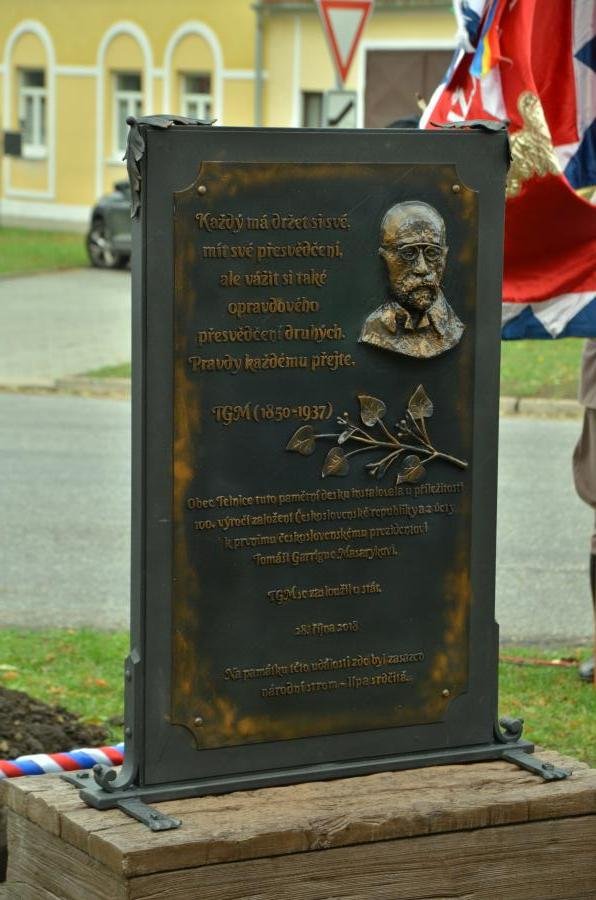 Každý má držet si své,
mít své přesvědčení,
ale vážit si také
opravdového
přesvědčení druhých.
Pravdy každému přejte.
TGM (1850-1937)
Obec Telnice tuto pamětní desku instalovala u příležitosti
100. výročí založení Československé republiky a z úcty
k prvnímu československému prezidentovi
Tomáši Garrigue Masarykovi.
TGM se zasloužil o stát.
28. října 2018
Na památku této události zde byl zasazen
národní strom - lípa srdčitá.